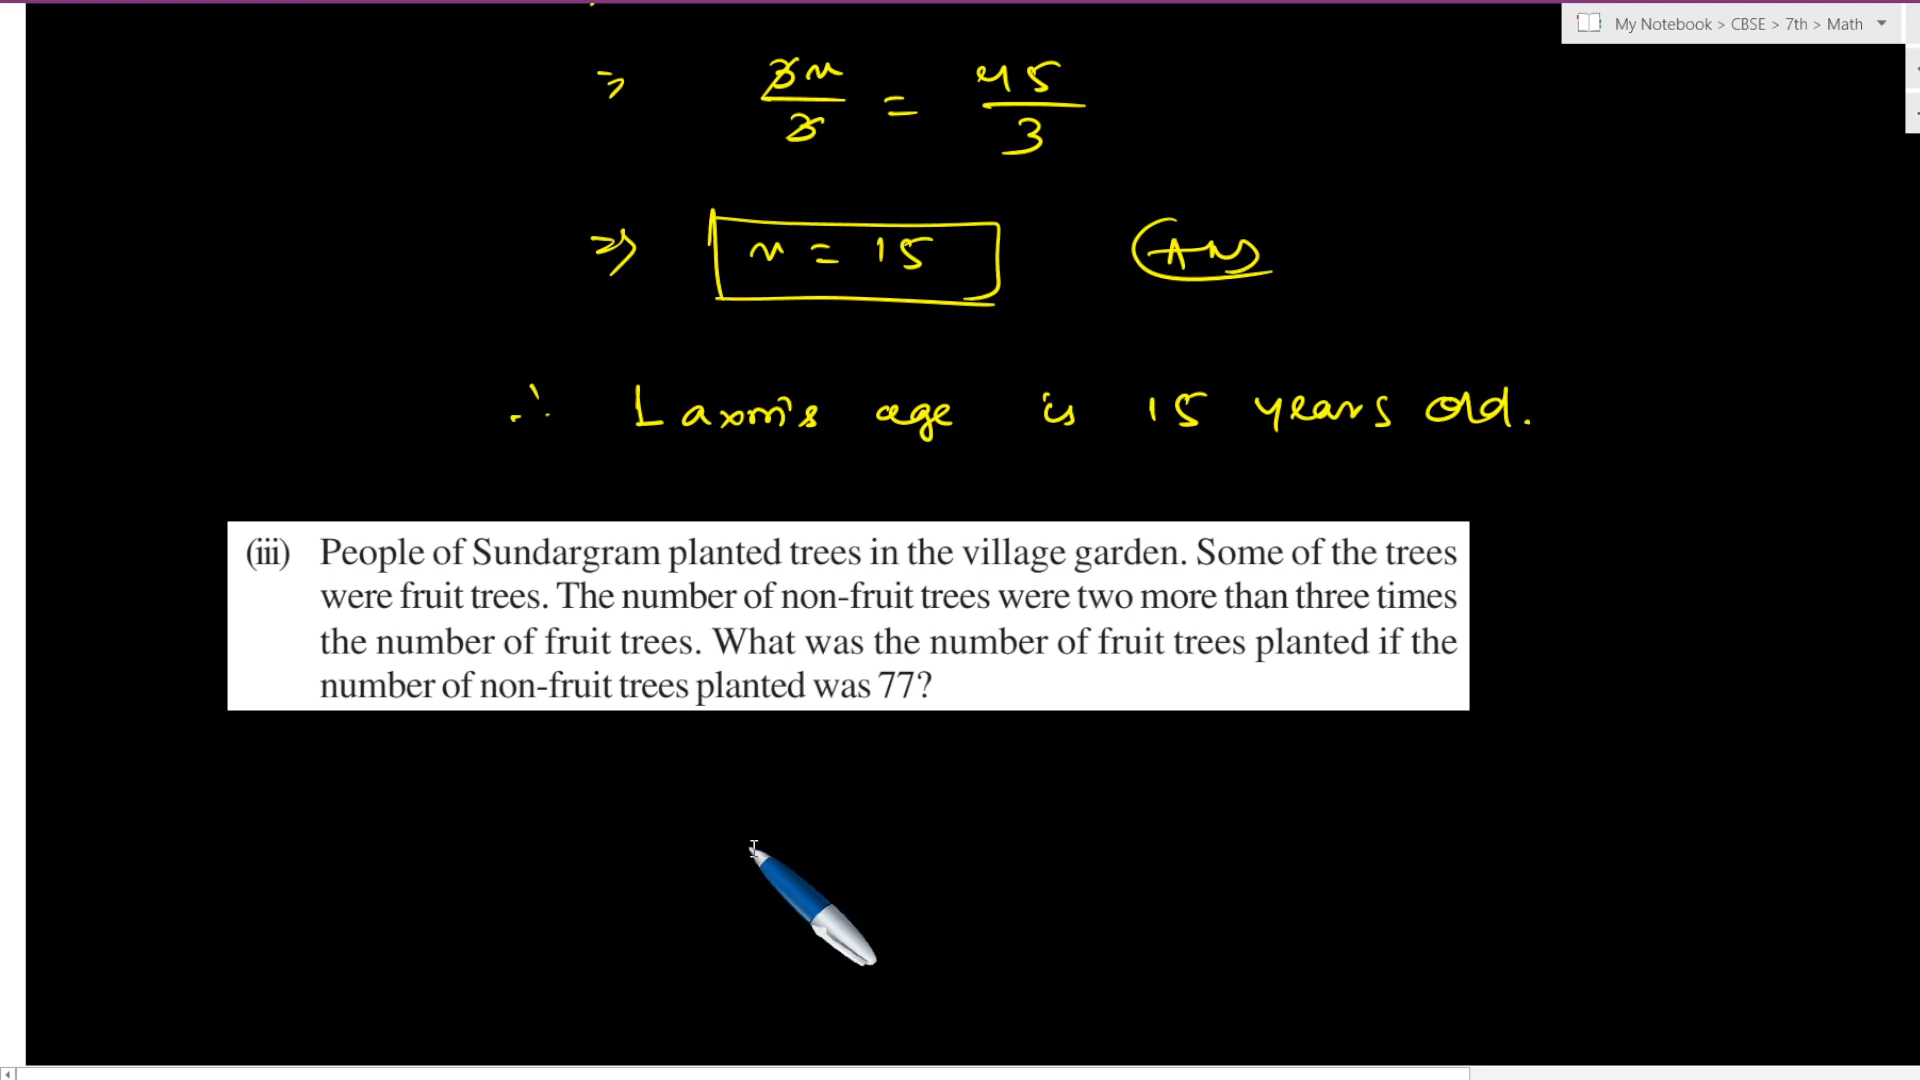 My Notebook > CBSE > 7th > Math
⇒ 3x/3 = 45/3
⇒ x = 15 Ans
∴ Laxmi's age is 15 years old.
(iii) People of Sundargram planted trees in the village garden. Some of the trees
were fruit trees. The number of non-fruit trees were two more than three times
the number of fruit trees. What was the number of fruit trees planted if the
number of non-fruit trees planted was 77?